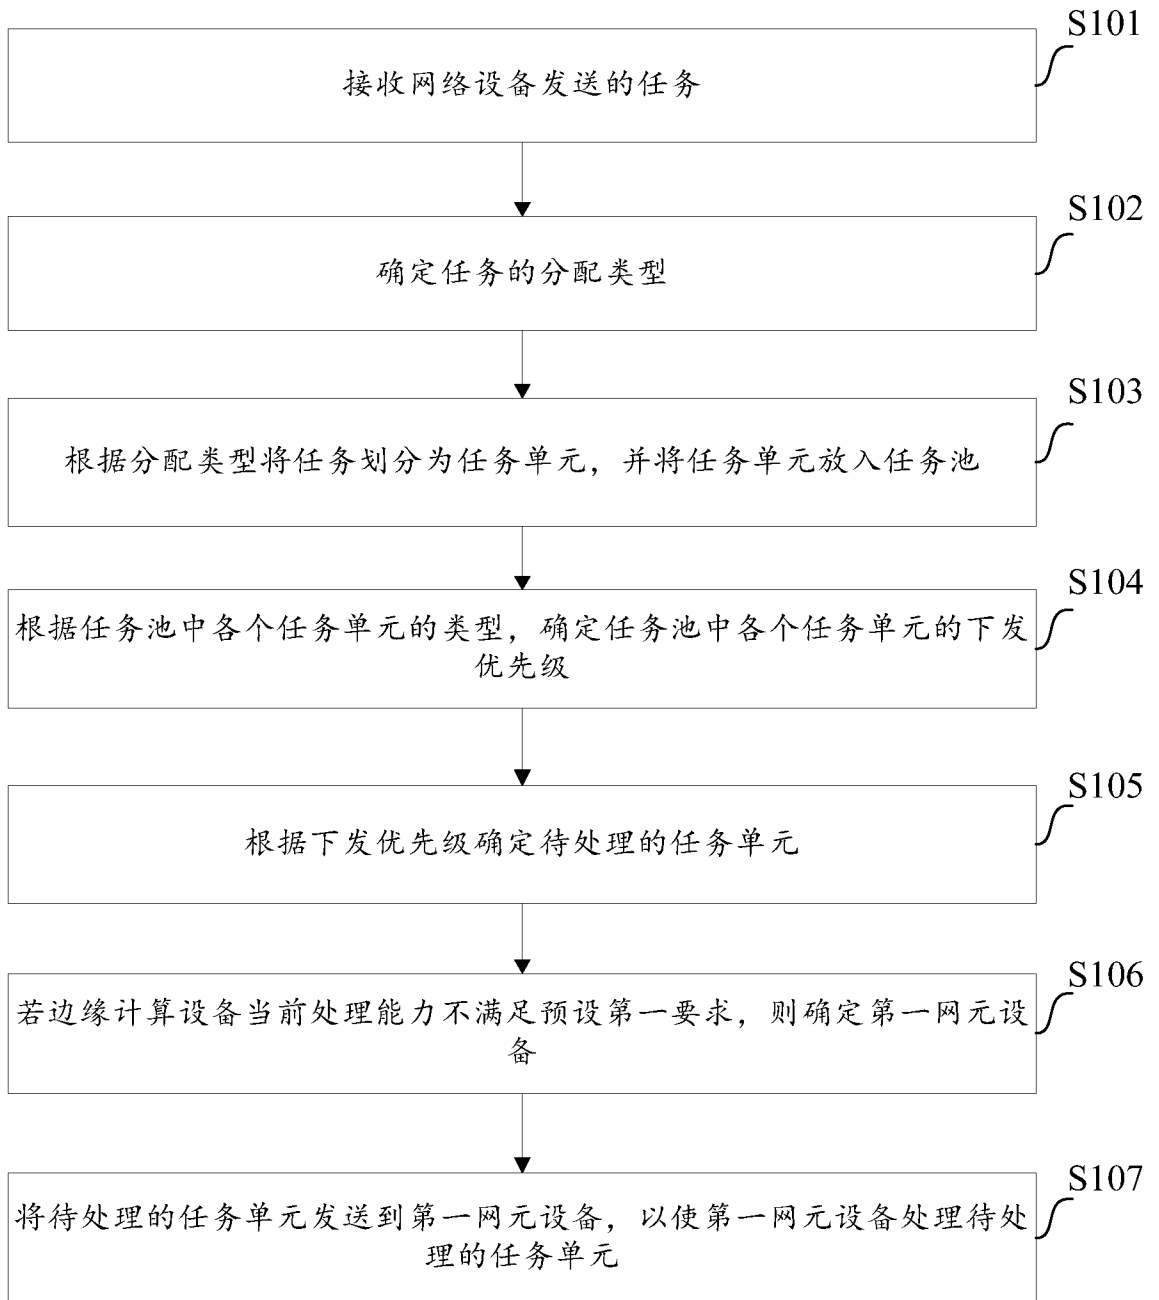 S101
接收网络设备发送的任务
S102
确定任务的分配类型
S103
根据分配类型将任务划分为任务单元，并将任务单元放入任务池
S104
根据任务池中各个任务单元的类型，确定任务池中各个任务单元的下发
优先级
S105
根据下发优先级确定待处理的任务单元
S106
若边缘计算设备当前处理能力不满足预设第一要求，则确定第一网元设
备
S107
将待处理的任务单元发送到第一网元设备，以使第一网元设备处理待处
理的任务单元